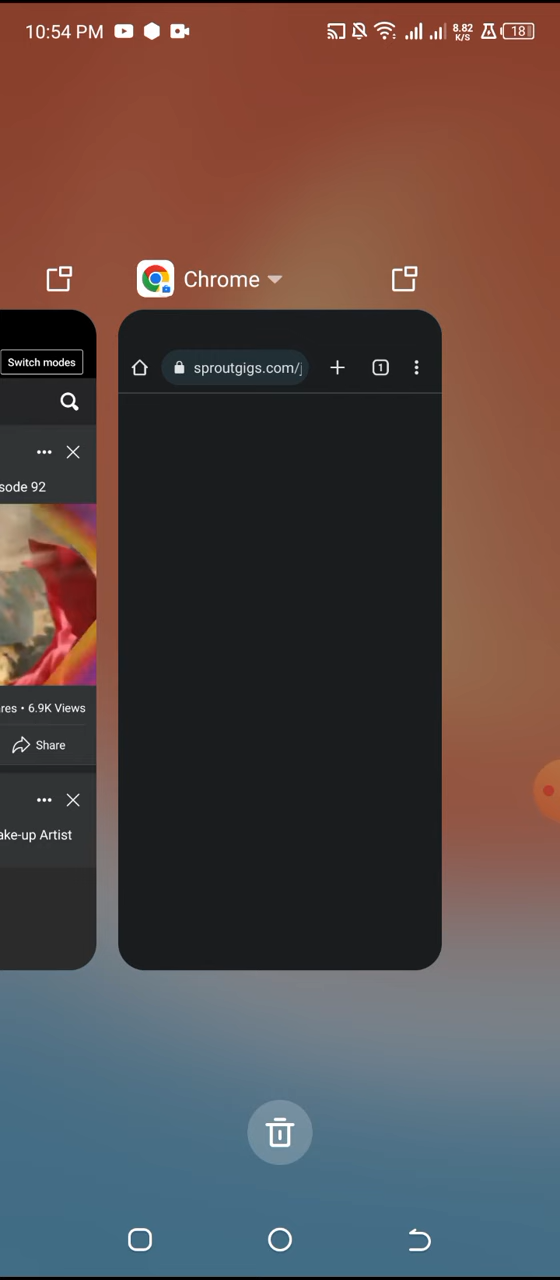 10:54 PM
8.82
K/S
18
Chrome
Switch modes
sproutgigs.com/j
1
sode 92
res • 6.9K Views
Share
ake-up Artist